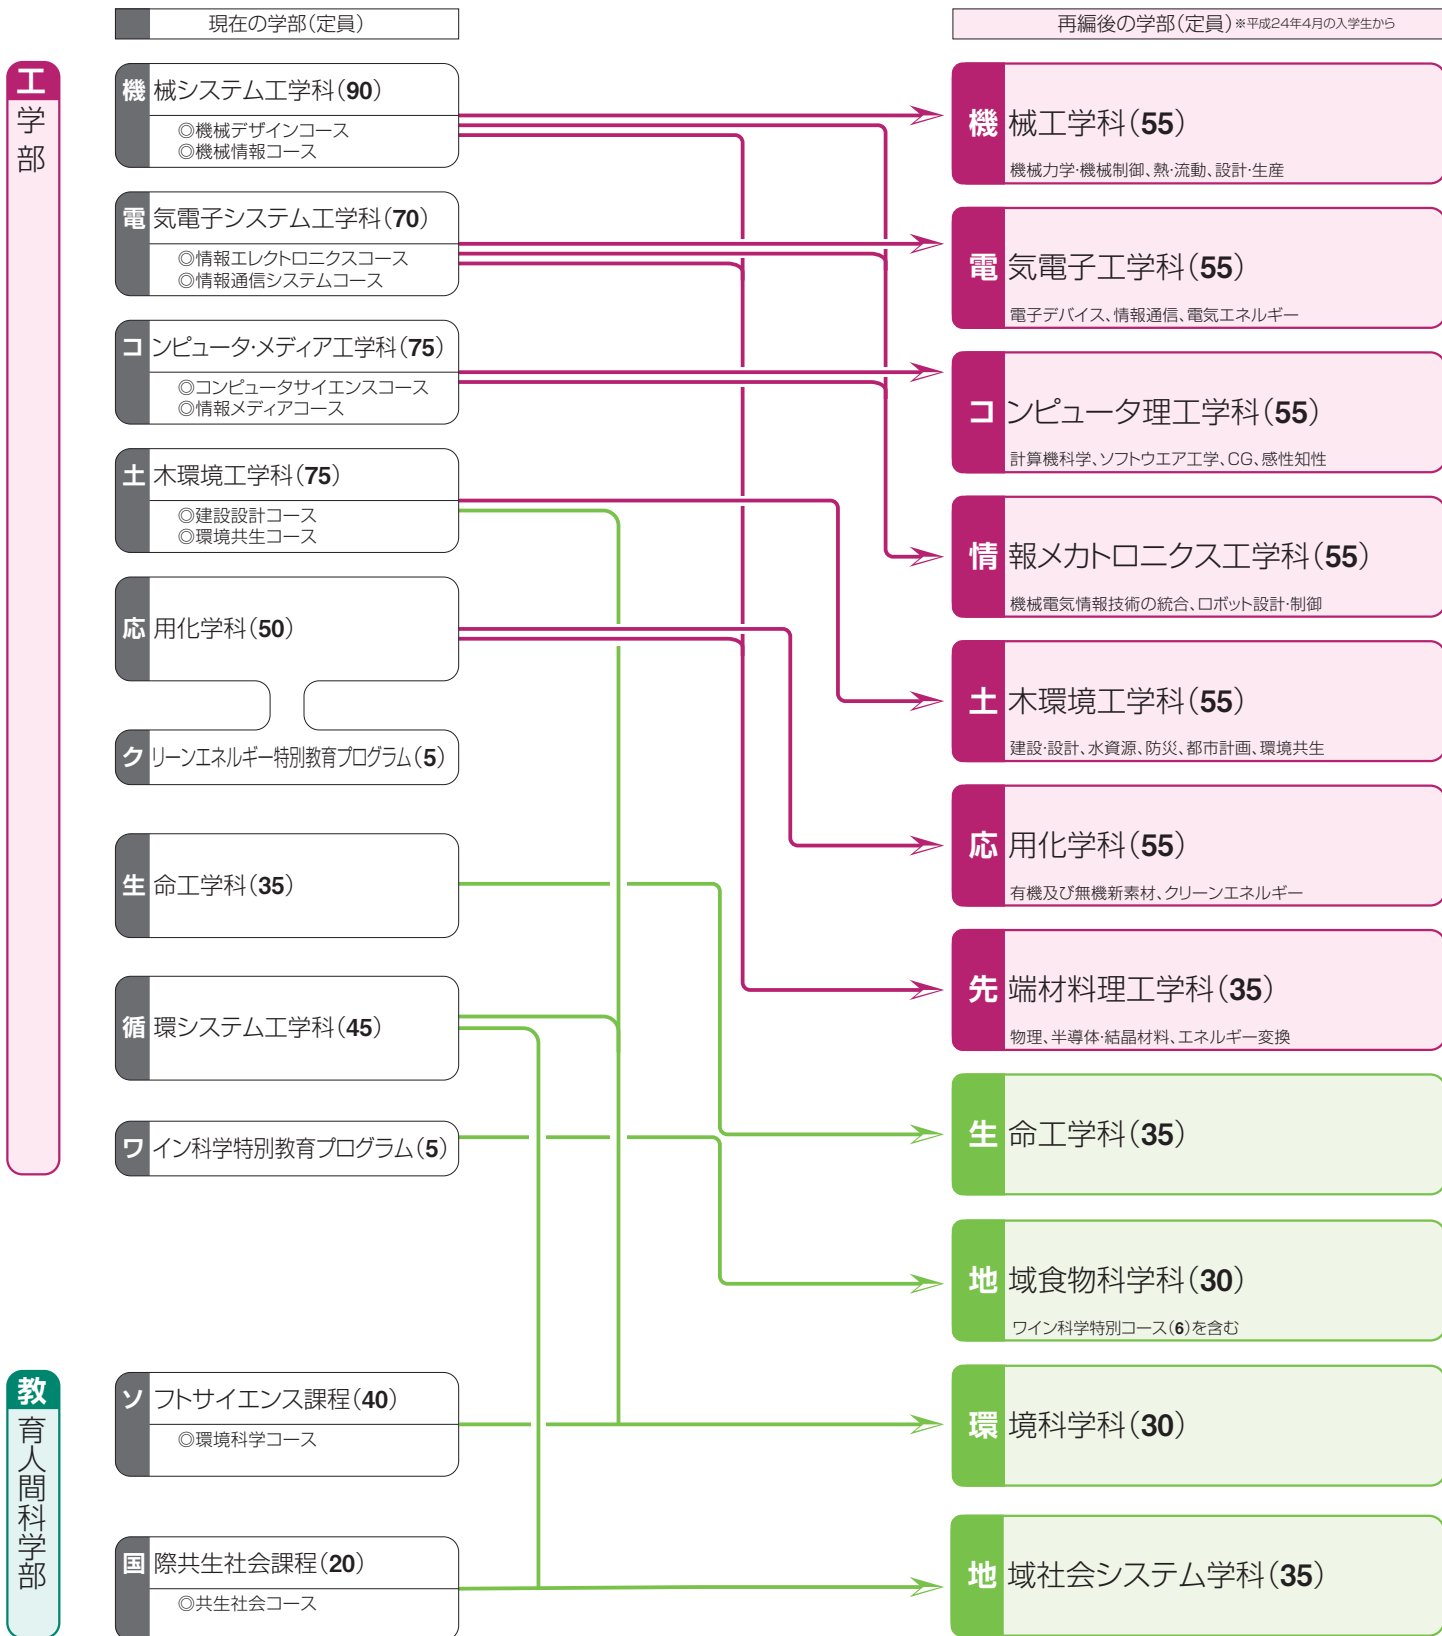 現在の学部(定員)
工学部
機械システム工学科(90)
◎機械デザインコース
◎機械情報コース
電気電子システム工学科(70)
◎情報エレクトロニクスコース
◎情報通信システムコース
コンピュータ・メディア工学科(75)
◎コンピュータサイエンスコース
◎情報メディアコース
土木環境工学科(75)
◎建設設計コース
◎環境共生コース
応用化学科(50)
クリーンエネルギー特別教育プログラム(5)
生命工学科(35)
循環システム工学科(45)
ワイン科学特別教育プログラム(5)
教育人間科学部
ソフトサイエンス課程(40)
◎環境科学コース
国際共生社会課程(20)
◎共生社会コース
再編後の学部(定員)※平成24年4月の入学生から
機械工学科(55)
機械力学・機械制御、熱・流動、設計・生産
電気電子工学科(55)
電子デバイス、情報通信、電気エネルギー
コンピュータ理工学科(55)
計算機科学、ソフトウエア工学、CG、感性知性
情報メカトロニクス工学科(55)
機械電気情報技術の統合、ロボット設計・制御
土木環境工学科(55)
建設・設計、水資源、防災、都市計画、環境共生
応用化学科(55)
有機及び無機新素材、クリーンエネルギー
先端材料理工学科(35)
物理、半導体・結晶材料、エネルギー変換
生命工学科(35)
地域食物科学科(30)
ワイン科学特別コース(6)を含む
環境科学科(30)
地域社会システム学科(35)